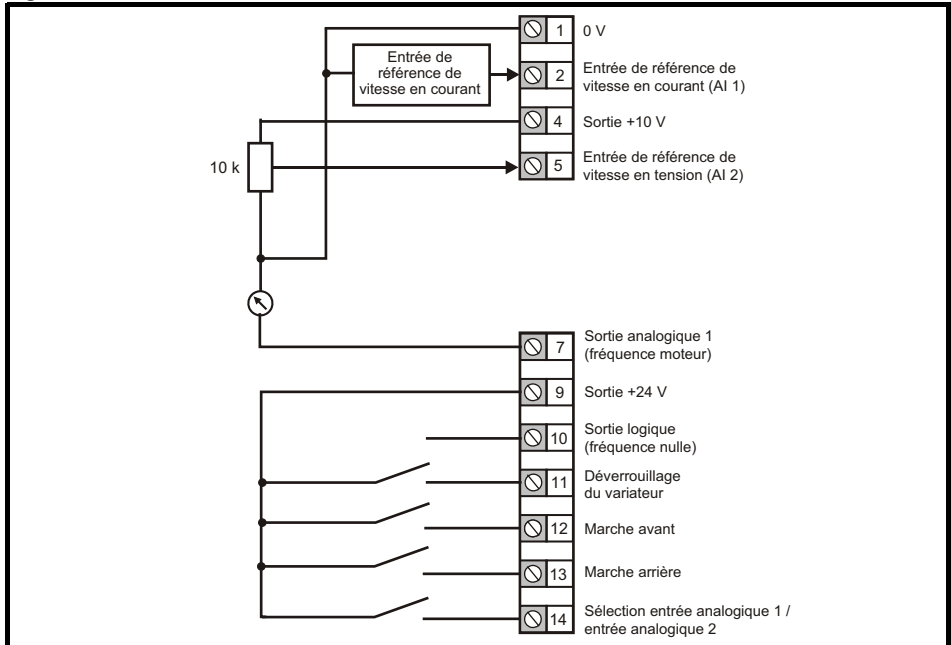 1 0 V
Entrée de
référence de
vitesse en courant
2 Entrée de référence de
vitesse en courant (AI 1)
4 Sortie +10 V
10 k
5 Entrée de référence de
vitesse en tension (AI 2)
7 Sortie analogique 1
(fréquence moteur)
9 Sortie +24 V
10 Sortie logique
(fréquence nulle)
11 Déverrouillage
du variateur
12 Marche avant
13 Marche arrière
14 Sélection entrée analogique 1 /
entrée analogique 2